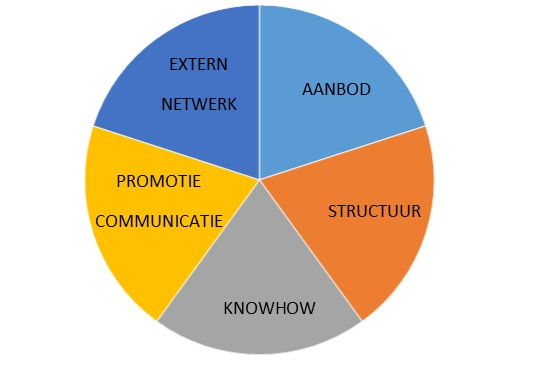 EXTERN
NETWERK
AANBOD
PROMOTIE
COMMUNICATIE
STRUCTUUR
KNOWHOW